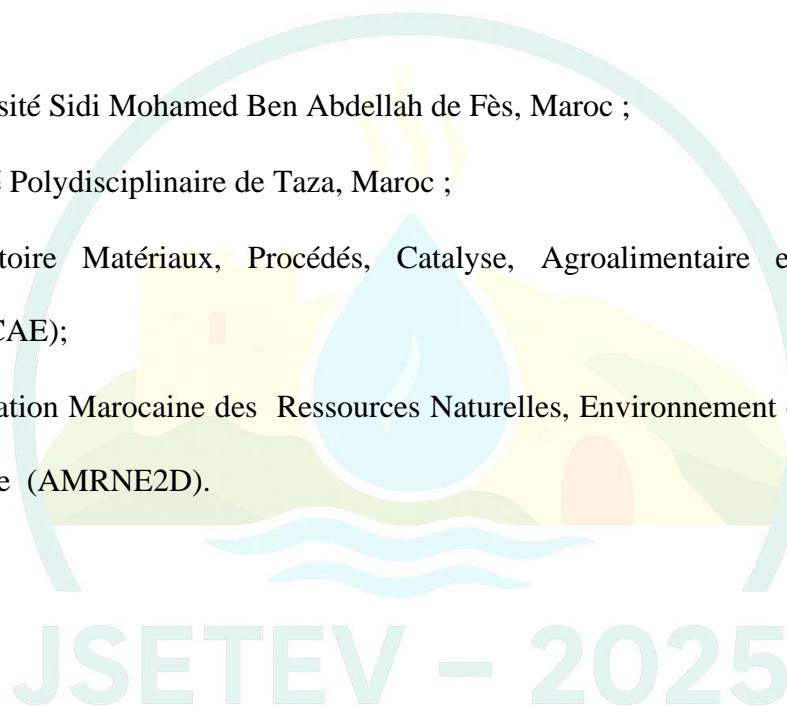 sité Sidi Mohamed Ben Abdellah de Fès, Maroc ;
Polydisciplinaire de Taza, Maroc ;
toire Matériaux, Procédés, Catalyse, Agroalimentaire e
CAE);
ation Marocaine des Ressources Naturelles, Environnement
e (AMRNE2D).
JSETEV – 2025